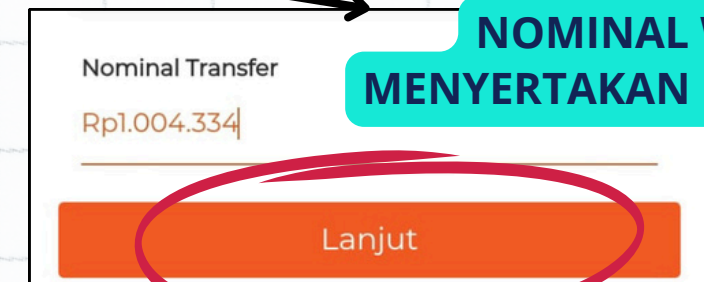 NOMINAL
MENYERTAKAN
Nominal Transfer
Rp1.004.334
Lanjut